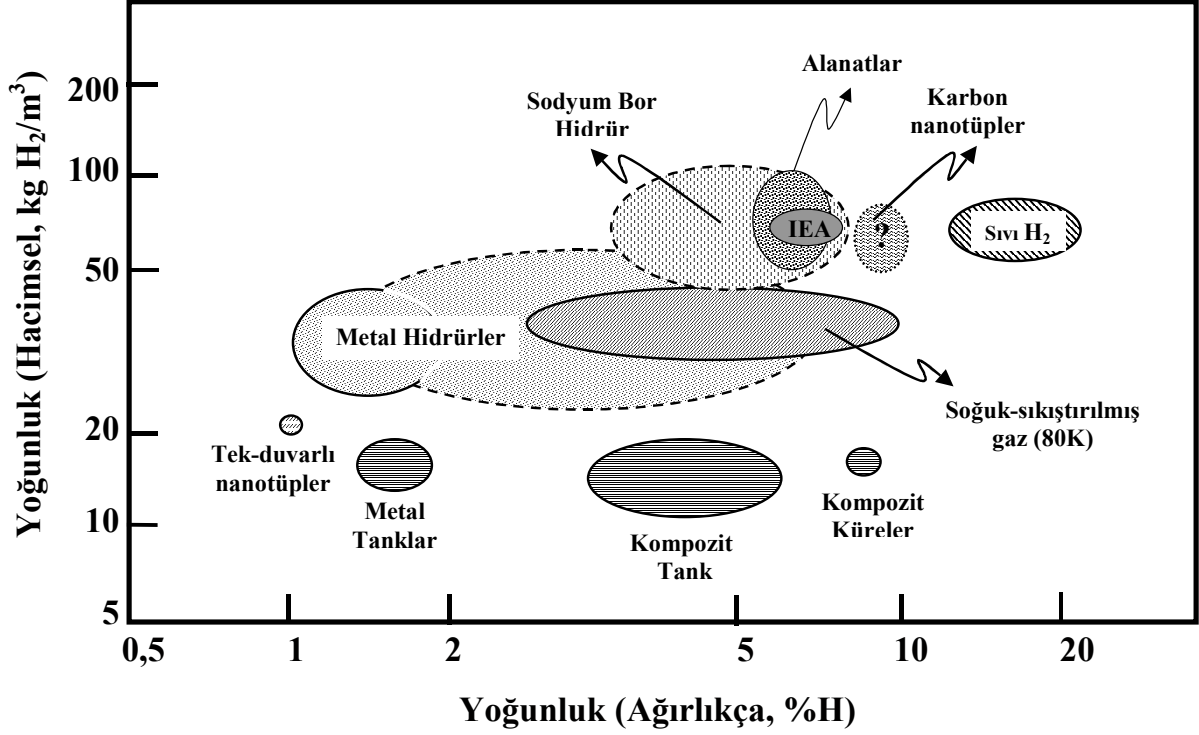 Yoğunluk (Hacimsel, kg H₂/m³)
200
100
50
20
10
5
Alanatlar
Sodyum Bor
Hidrür
Karbon
nanotüpler
IEA
?
Sıvı H₂
Metal Hidrürler
Soğuk-sıkıştırılmış
gaz (80K)
Tek-duvarlı
nanotüpler
Metal
Tanklar
Kompozit
Tank
Kompozit
Küreler
0,5
1
2
5
10
20
Yoğunluk (Ağırlıkça, %H)